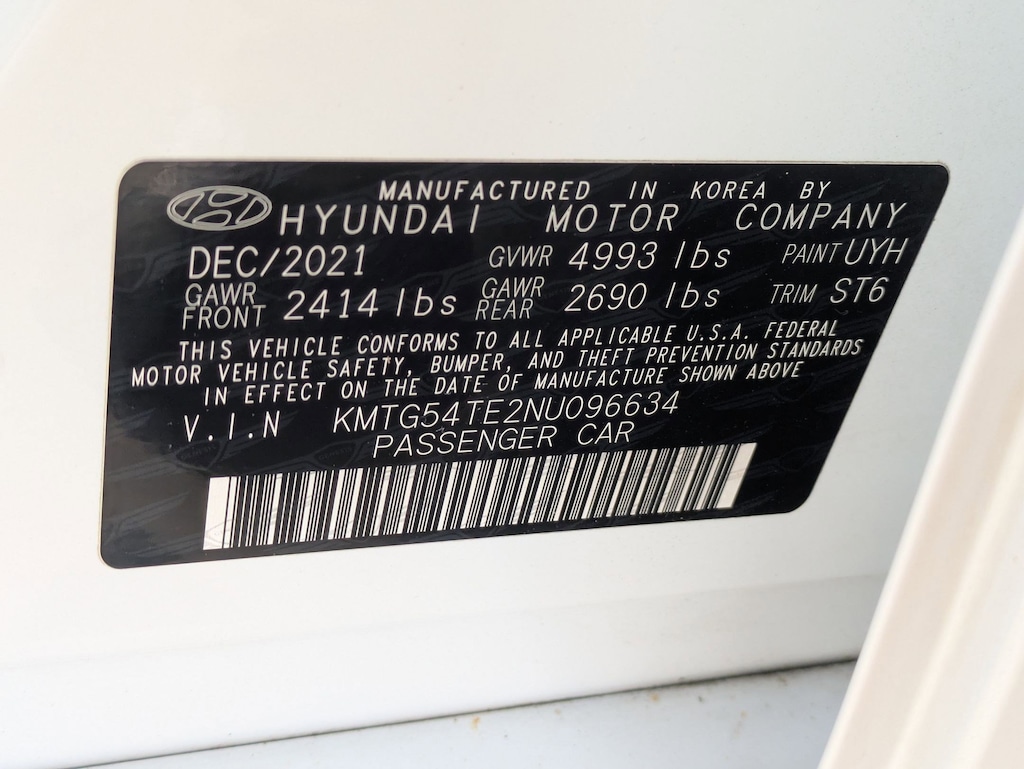 MANUFACTURED IN KOREA BY
HYUNDAI MOTOR COMPANY
DEC/2021 GVWR 4993 lbs PAINT UYH
GAWR FRONT 2414 lbs GAWR REAR 2690 lbs TRIM ST6
THIS VEHICLE CONFORMS TO ALL APPLICABLE U.S.A. FEDERAL
MOTOR VEHICLE SAFETY, BUMPER, AND THEFT PREVENTION STANDARDS
IN EFFECT ON THE DATE OF MANUFACTURE SHOWN ABOVE
V.I.N KMTG54TE2NU096634
PASSENGER CAR